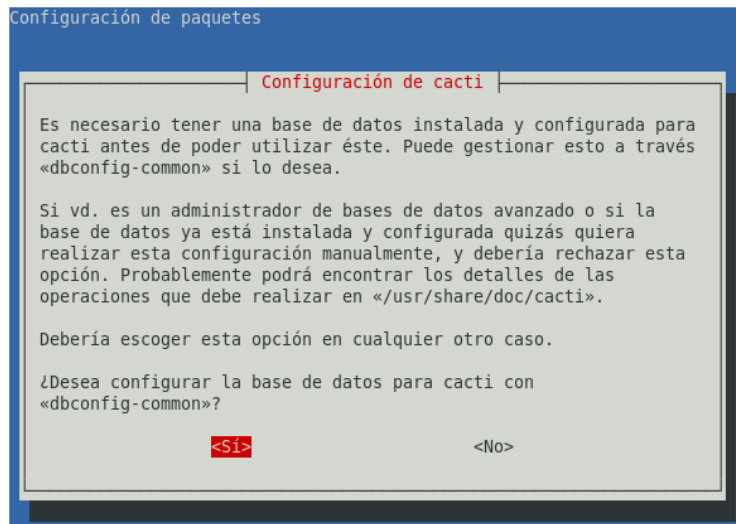 Configuración de paquetes
Configuración de cacti
Es necesario tener una base de datos instalada y configurada para
cacti antes de poder utilizar éste. Puede gestionar esto a través
«dbconfig-common» si lo desea.
Si vd. es un administrador de bases de datos avanzado o si la
base de datos ya está instalada y configurada quizás quiera
realizar esta configuración manualmente, y debería rechazar esta
opción. Probablemente podrá encontrar los detalles de las
operaciones que debe realizar en «/usr/share/doc/cacti».
Debería escoger esta opción en cualquier otro caso.
¿Desea configurar la base de datos para cacti con
«dbconfig-common»?
<Sí> <No>